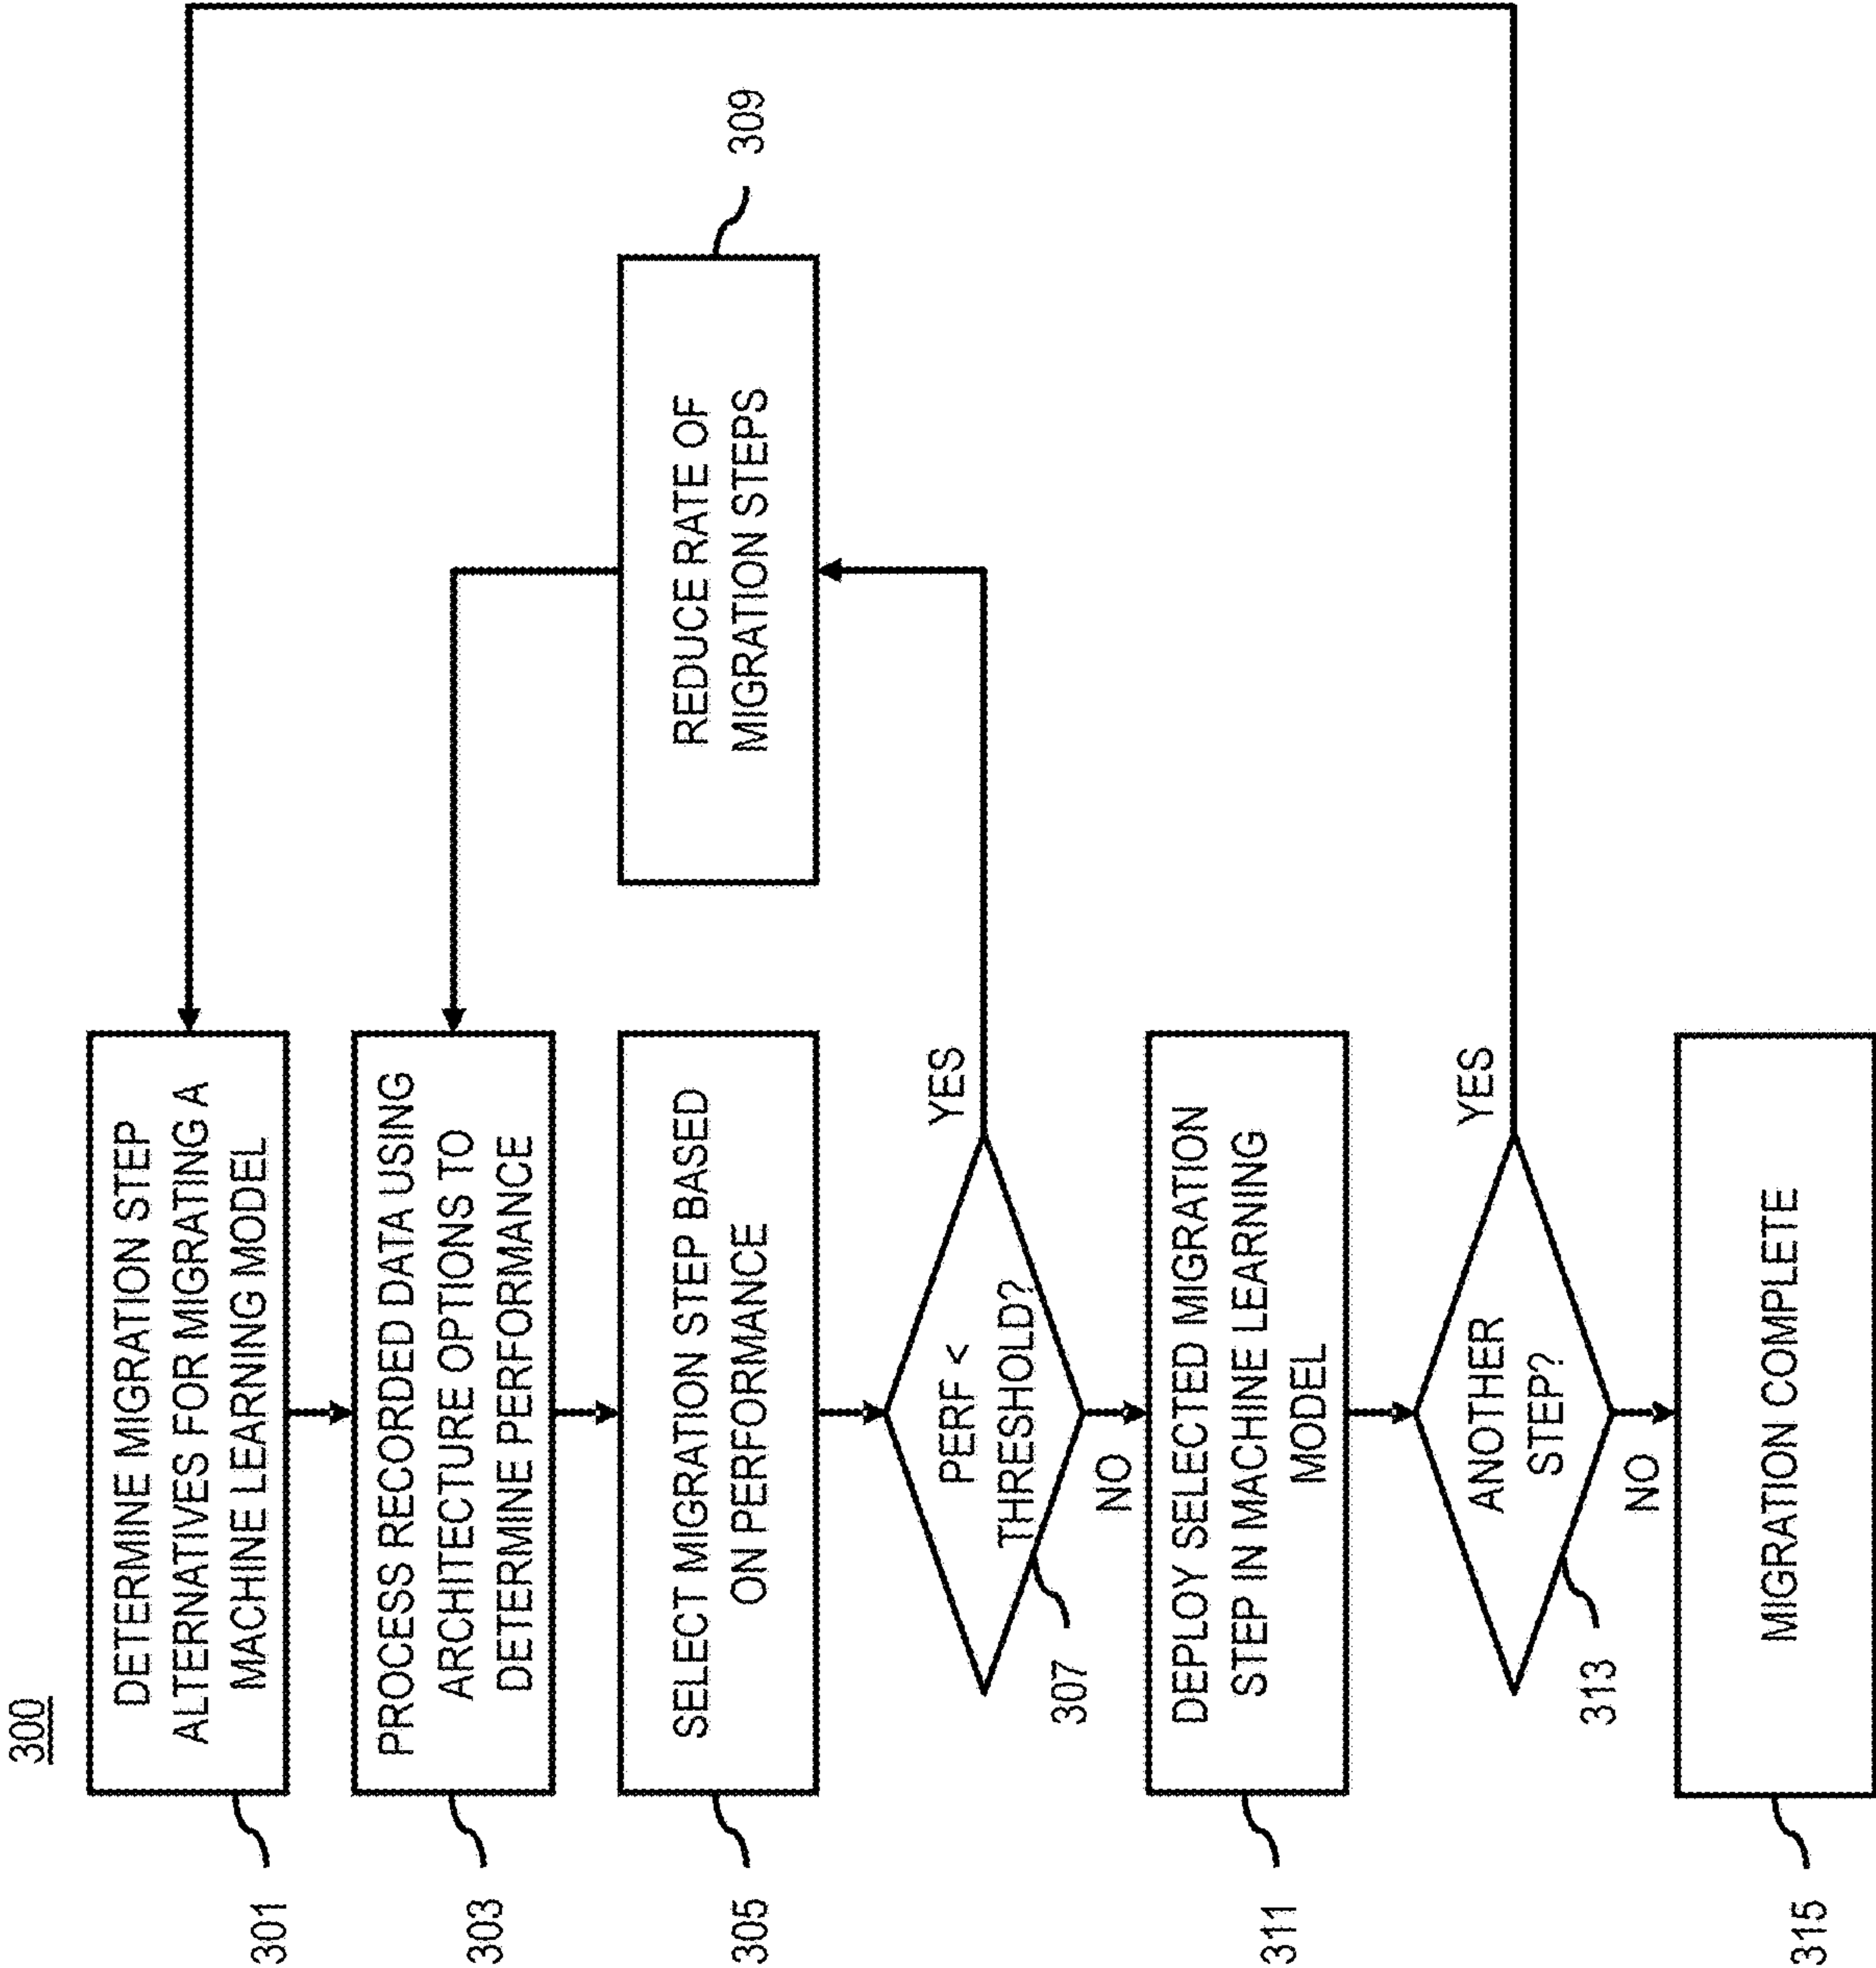 300
DETERMINE MIGRATION STEP
ALTERNATIVES FOR MIGRATING A
MACHINE LEARNING MODEL
301
PROCESS RECORDED DATA USING
ARCHITECTURE OPTIONS TO
DETERMINE PERFORMANCE
303
SELECT MIGRATION STEP BASED
ON PERFORMANCE
305
PERF <
THRESHOLD?
307
YES
NO
REDUCE RATE OF
MIGRATION STEPS
309
DEPLOY SELECTED MIGRATION
STEP IN MACHINE LEARNING
MODEL
311
ANOTHER
STEP?
313
YES
NO
MIGRATION COMPLETE
315